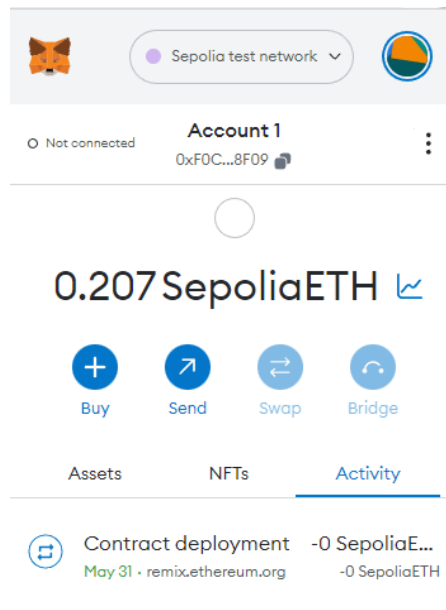 Sepolia test network
Not connected
Account 1
0xF0C...8F09
0.207 SepoliaETH
Buy Send Swap Bridge
Assets NFTs Activity
Contract deployment -0 SepoliaE...
May 31 · remix.ethereum.org -0 SepoliaETH